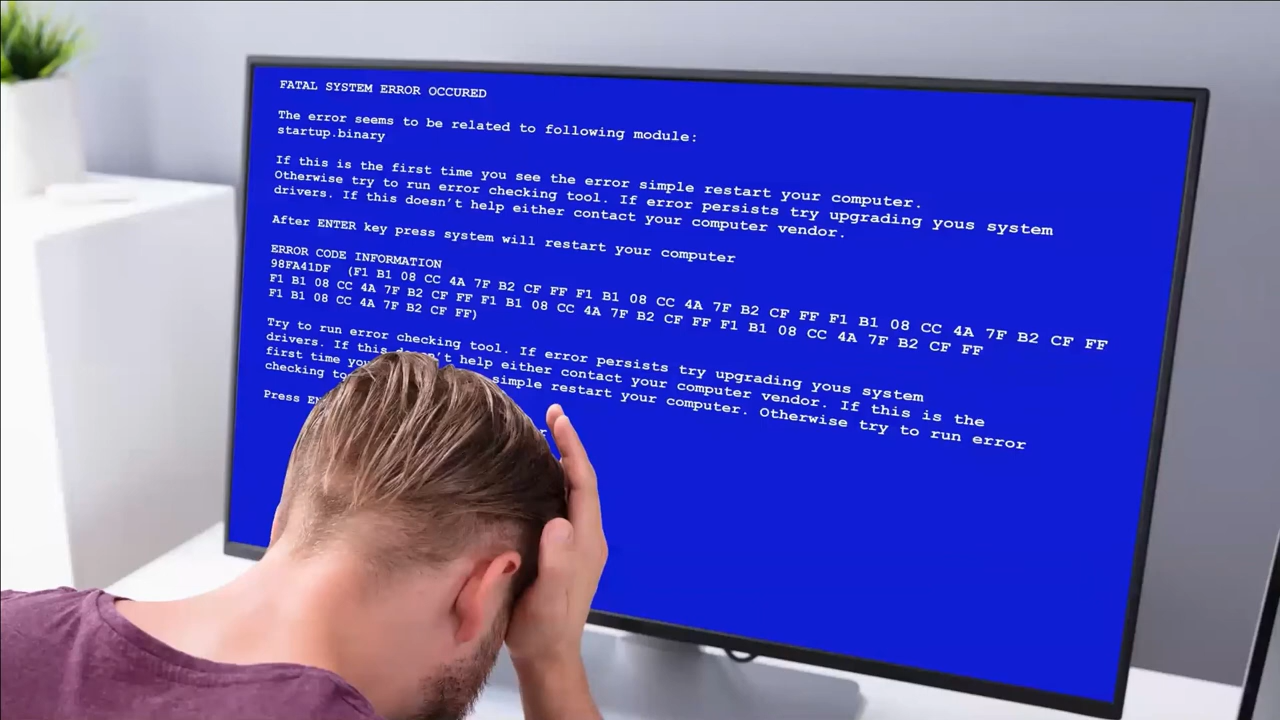 FATAL SYSTEM ERROR OCCURED
The error seems to be related to following module:
startup.binary
If this is the first time you see the error simple restart your computer.
Otherwise try to run error checking tool. If error persists try upgrading yous system
drivers. If this doesn't help either contact your computer vendor.
After ENTER key press system will restart your computer
ERROR CODE INFORMATION
98FA41DF (F1 B1 08 CC 4A 7F B2 CF FF F1 B1 08 CC 4A 7F B2 CF FF F1 B1 08 CC 4A 7F B2 CF FF
F1 B1 08 CC 4A 7F B2 CF FF F1 B1 08 CC 4A 7F B2 CF FF F1 B1 08 CC 4A 7F B2 CF FF
F1 B1 08 CC 4A 7F B2 CF FF)
Try to run error checking tool. If error persists try upgrading yous system
drivers. If this doesn't help either contact your computer vendor. If this is the
first time you simple restart your computer. Otherwise try to run error
checking
Press